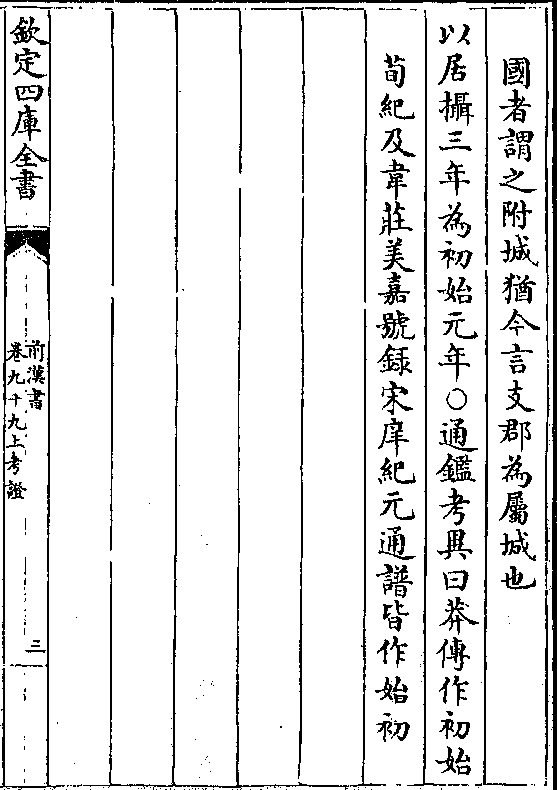 國者謂之附城猶今言支郡為屬城也
以居攝三年為初始元年○通鑑考異曰莽傳作初始
荀紀及韋莊美嘉號録宋庠紀元通譜皆作始初
欽定四庫全書
前漢書
卷九十九上考證
三